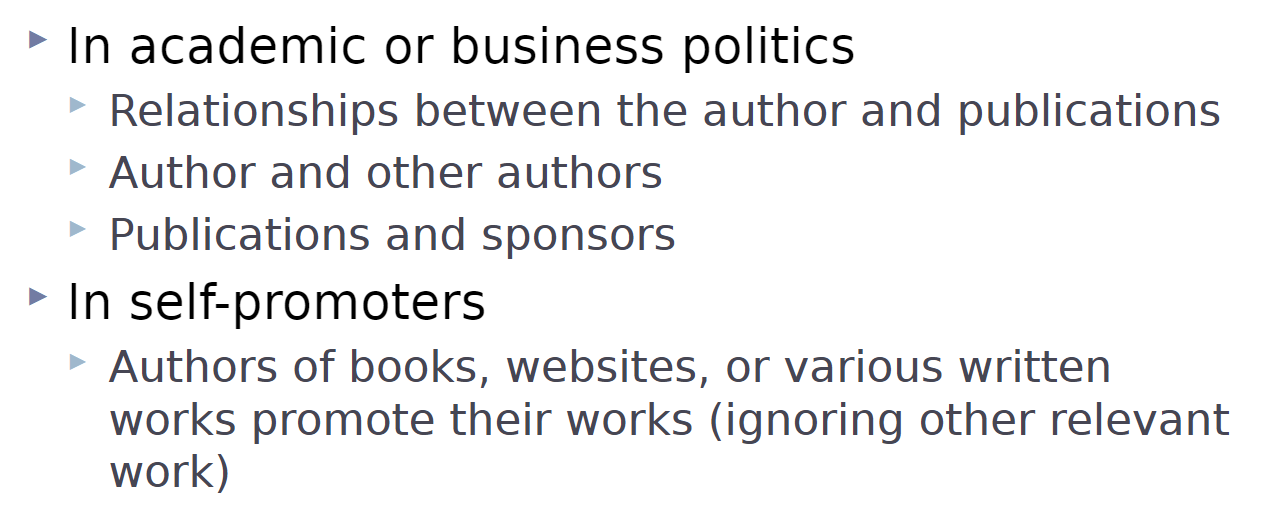 In academic or business politics
Relationships between the author and publications
Author and other authors
Publications and sponsors
In self-promoters
Authors of books, websites, or various written
works promote their works (ignoring other relevant
work)